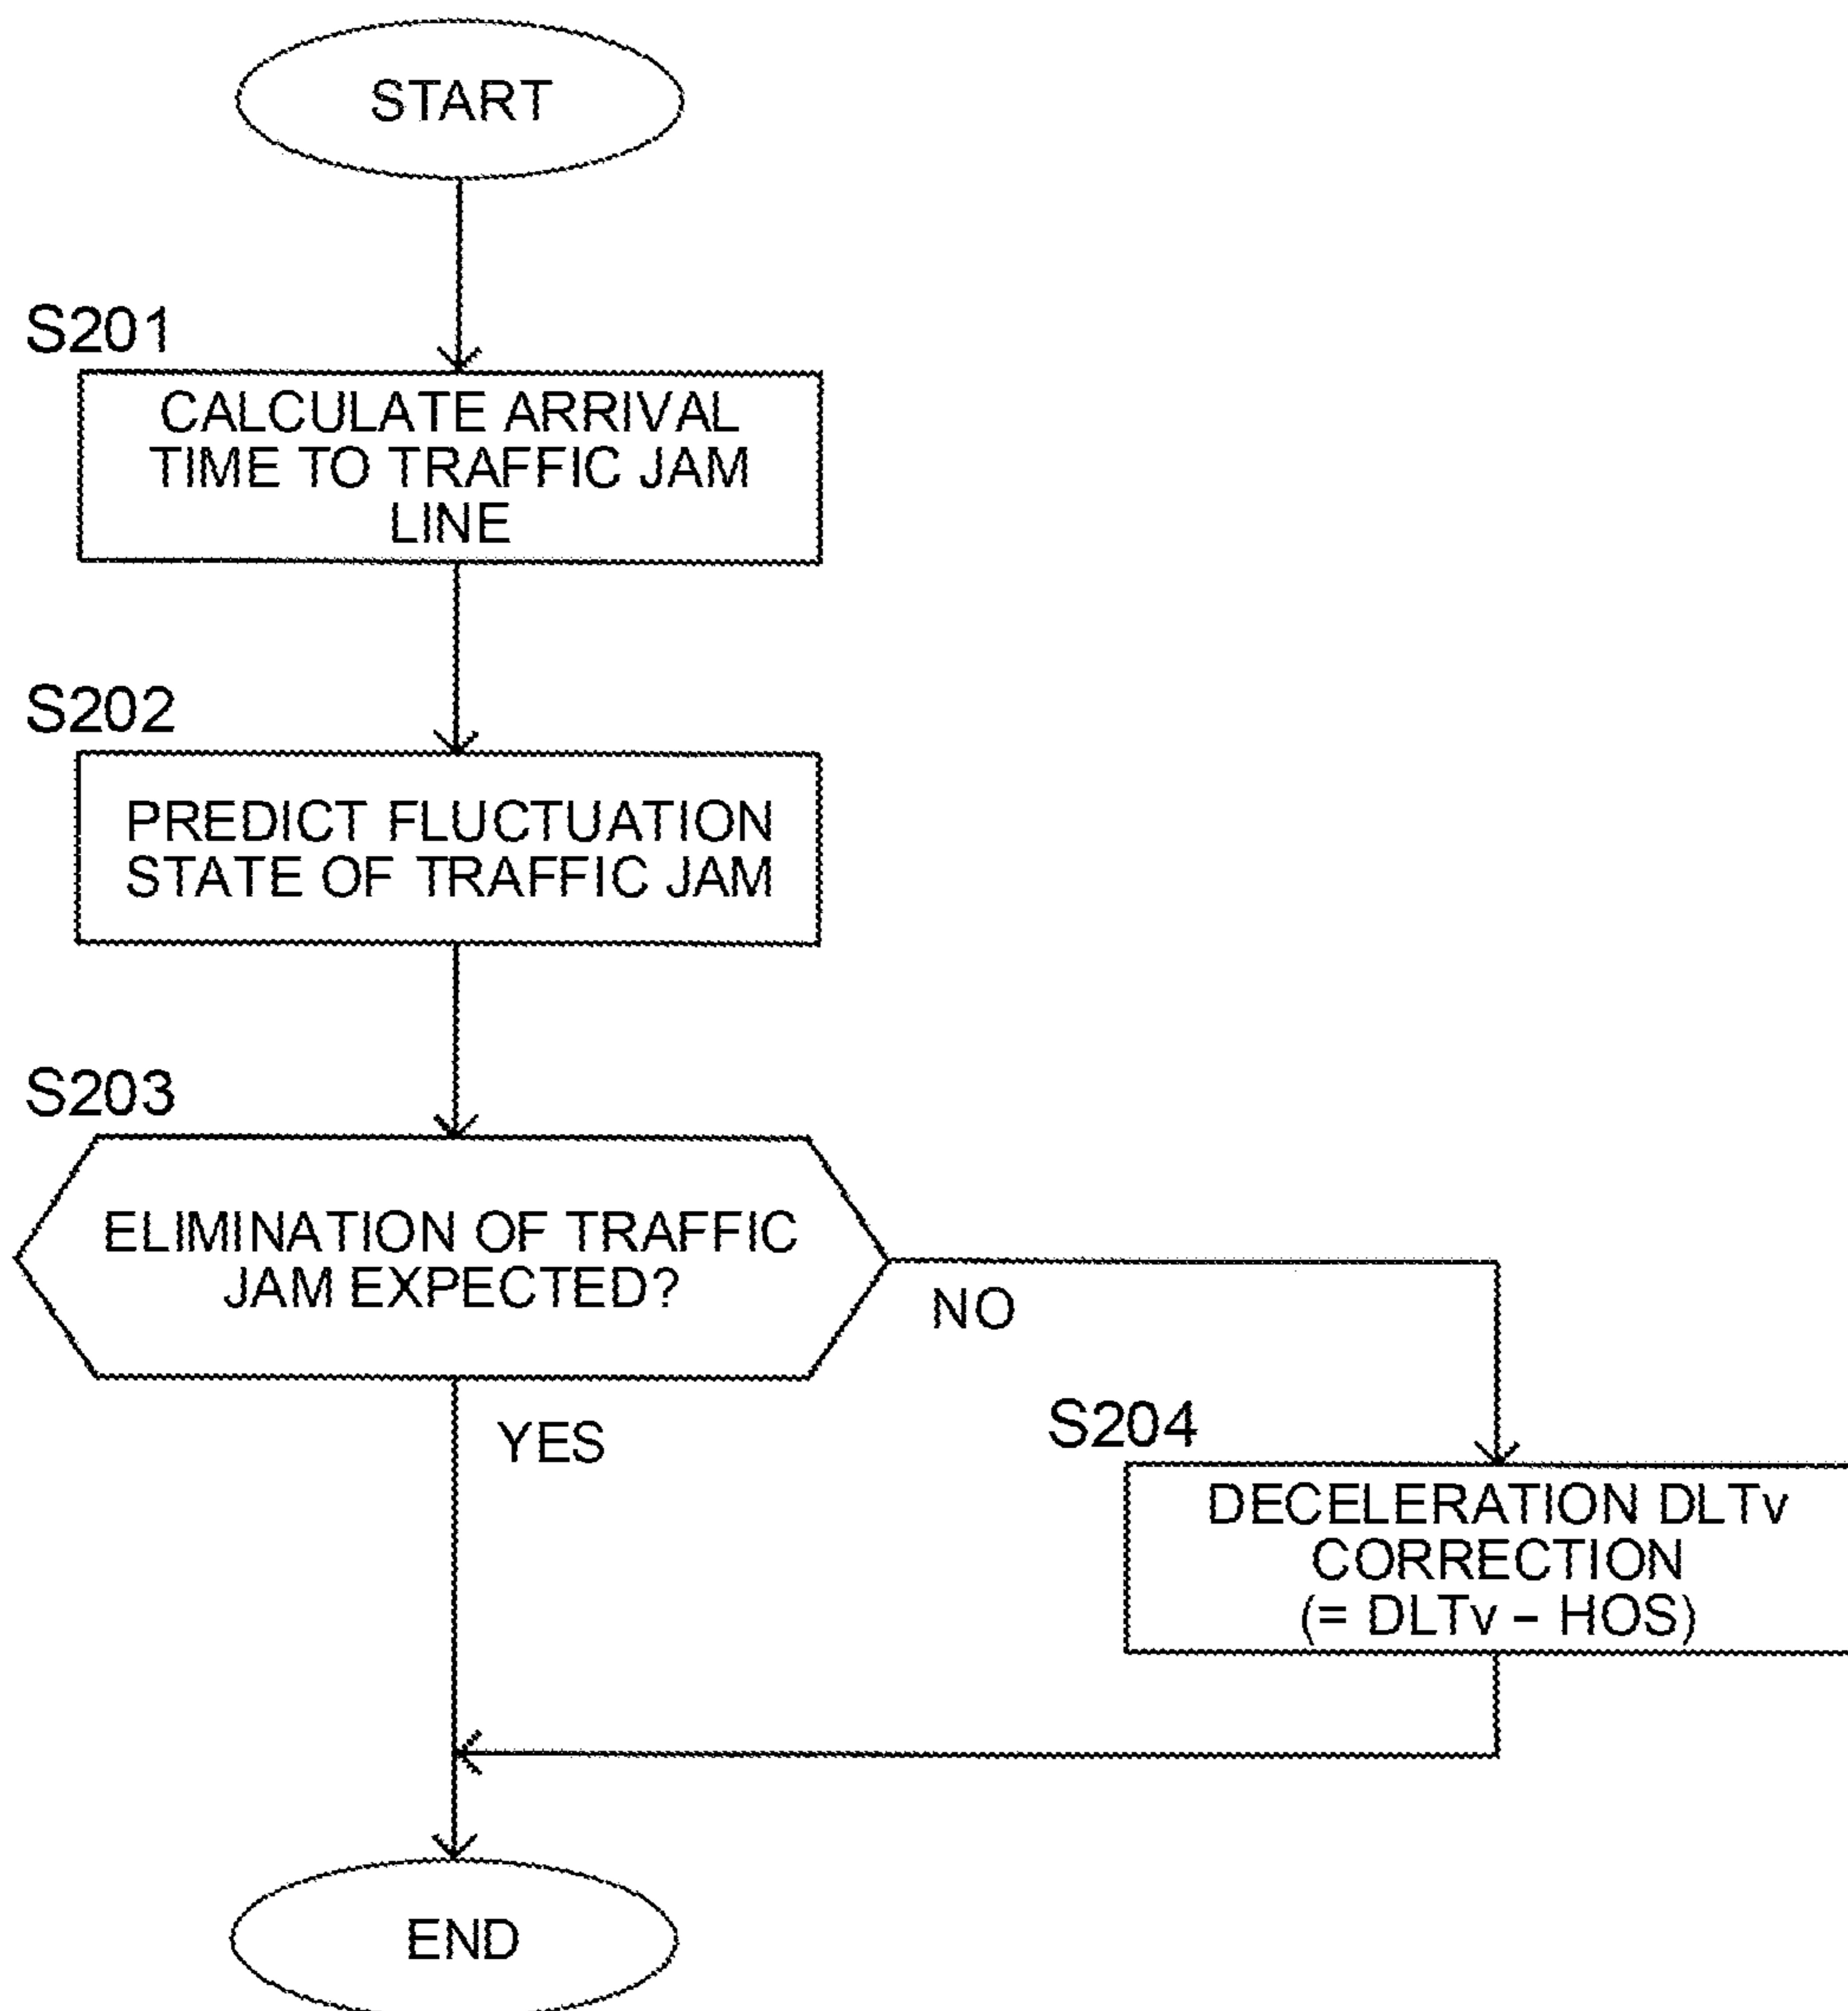 START
S201
CALCULATE ARRIVAL
TIME TO TRAFFIC JAM
LINE
S202
PREDICT FLUCTUATION
STATE OF TRAFFIC JAM
S203
ELIMINATION OF TRAFFIC
JAM EXPECTED?
NO
YES
S204
DECELERATION DLTv
CORRECTION
(= DLTv – HOS)
END